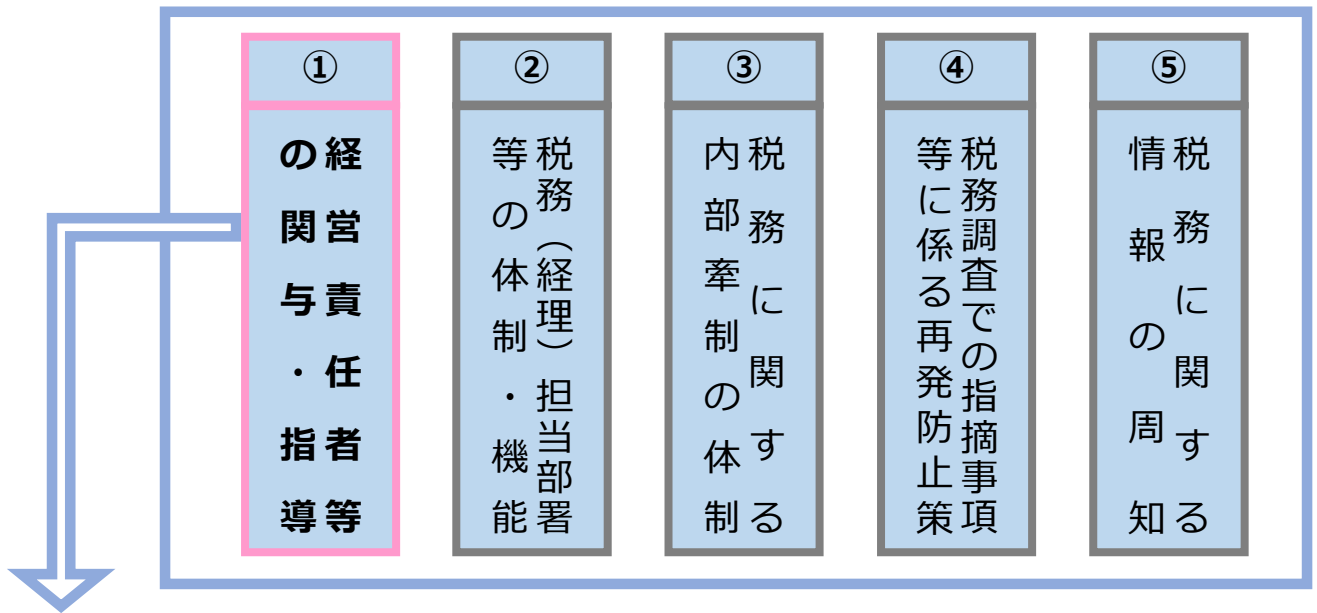 ①
経営責任者等
の関与・指導
②
税務（経理）担当部署
等の体制・機能
③
税務に関する
内部牽制の体制
④
税務調査での指摘事項
等に係る再発防止策
⑤
税務に関する
情報の周知